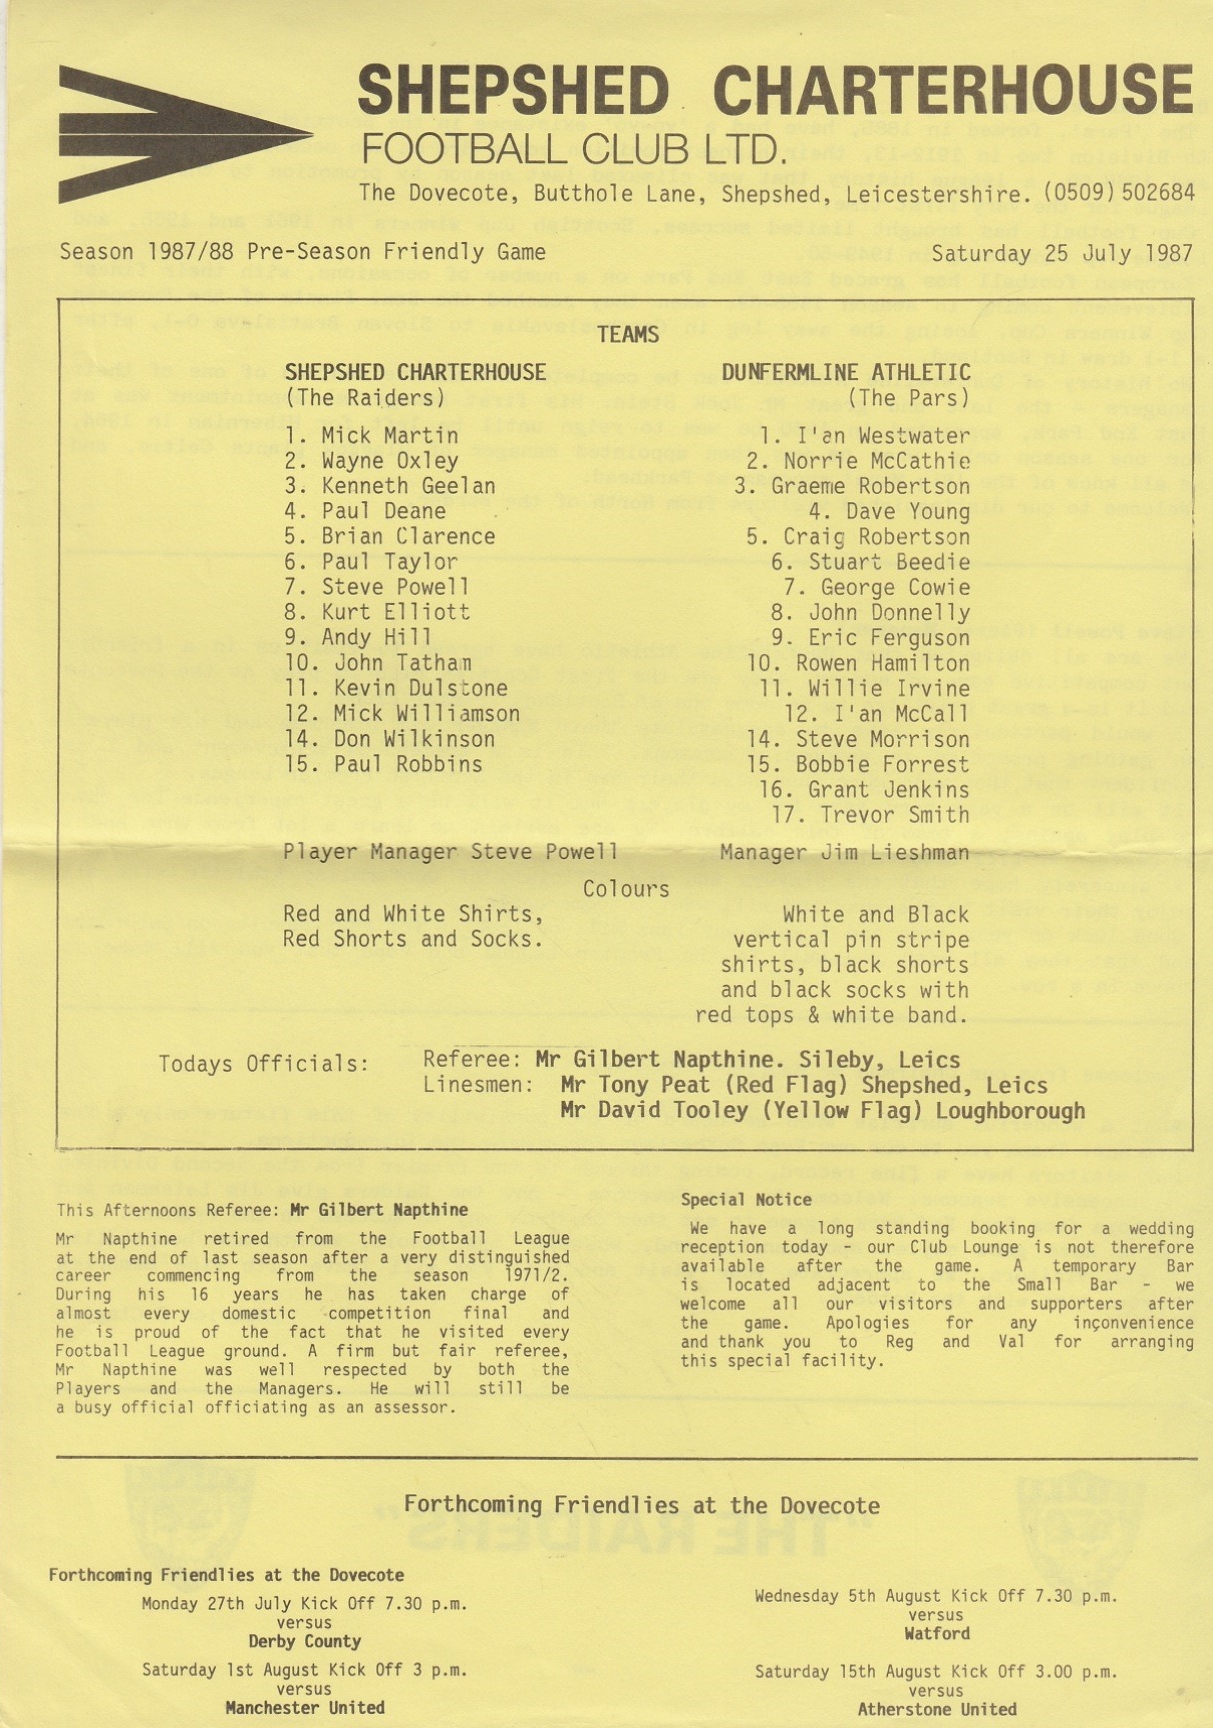 SHEPSHED CHARTERHOUSE
FOOTBALL CLUB LTD.
The Dovecote, Butthole Lane, Shepshed, Leicestershire. (0509) 502684
Season 1987/88 Pre-Season Friendly Game
Saturday 25 July 1987
TEAMS
SHEPSHED CHARTERHOUSE
(The Raiders)
1. Mick Martin
2. Wayne Oxley
3. Kenneth Geelan
4. Paul Deane
5. Brian Clarence
6. Paul Taylor
7. Steve Powell
8. Kurt Elliott
9. Andy Hill
10. John Tatham
11. Kevin Dulstone
12. Mick Williamson
14. Don Wilkinson
15. Paul Robbins
Player Manager Steve Powell
DUNFERMLINE ATHLETIC
(The Pars)
1. I'an Westwater
2. Norrie McCathie
3. Graeme Robertson
4. Dave Young
5. Craig Robertson
6. Stuart Beedie
7. George Cowie
8. John Donnelly
9. Eric Ferguson
10. Rowen Hamilton
11. Willie Irvine
12. I'an McCall
14. Steve Morrison
15. Bobbie Forrest
16. Grant Jenkins
17. Trevor Smith
Manager Jim Lieshman
Colours
Red and White Shirts,
Red Shorts and Socks.
White and Black
vertical pin stripe
shirts, black shorts
and black socks with
red tops & white band.
Todays Officials:
Referee: Mr Gilbert Napthine. Sileby, Leics
Linesmen: Mr Tony Peat (Red Flag) Shepshed, Leics
Mr David Tooley (Yellow Flag) Loughborough
This Afternoons Referee: Mr Gilbert Napthine
Mr Napthine retired from the Football League
at the end of last season after a very distinguished
career commencing from the season 1971/2.
During his 16 years he has taken charge of
almost every domestic competition final and
he is proud of the fact that he visited every
Football League ground. A firm but fair referee,
Mr Napthine was well respected by both the
Players and the Managers. He will still be
a busy official officiating as an assessor.
Special Notice
We have a long standing booking for a wedding
reception today - our Club Lounge is not therefore
available after the game. A temporary Bar
is located adjacent to the Small Bar - we
welcome all our visitors and supporters after
the game. Apologies for any inconvenience
and thank you to Reg and Val for arranging
this special facility.
Forthcoming Friendlies at the Dovecote
Forthcoming Friendlies at the Dovecote
Monday 27th July Kick Off 7.30 p.m.
versus
Derby County
Saturday 1st August Kick Off 3 p.m.
versus
Manchester United
Wednesday 5th August Kick Off 7.30 p.m.
versus
Watford
Saturday 15th August Kick Off 3.00 p.m.
versus
Atherstone United